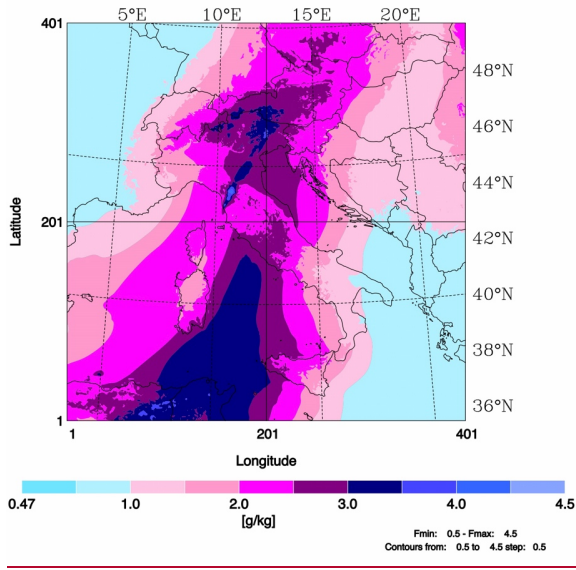 5°E 10°E 15°E 20°E
401
48°N
46°N
44°N
Latitude
201
42°N
40°N
38°N
36°N
1
1 201 401
Longitude
0.47 1.0 2.0 3.0 4.0 4.5
[g/kg]
Fmin: 0.5 - Fmax: 4.5
Contours from: 0.5 to 4.5 step: 0.5